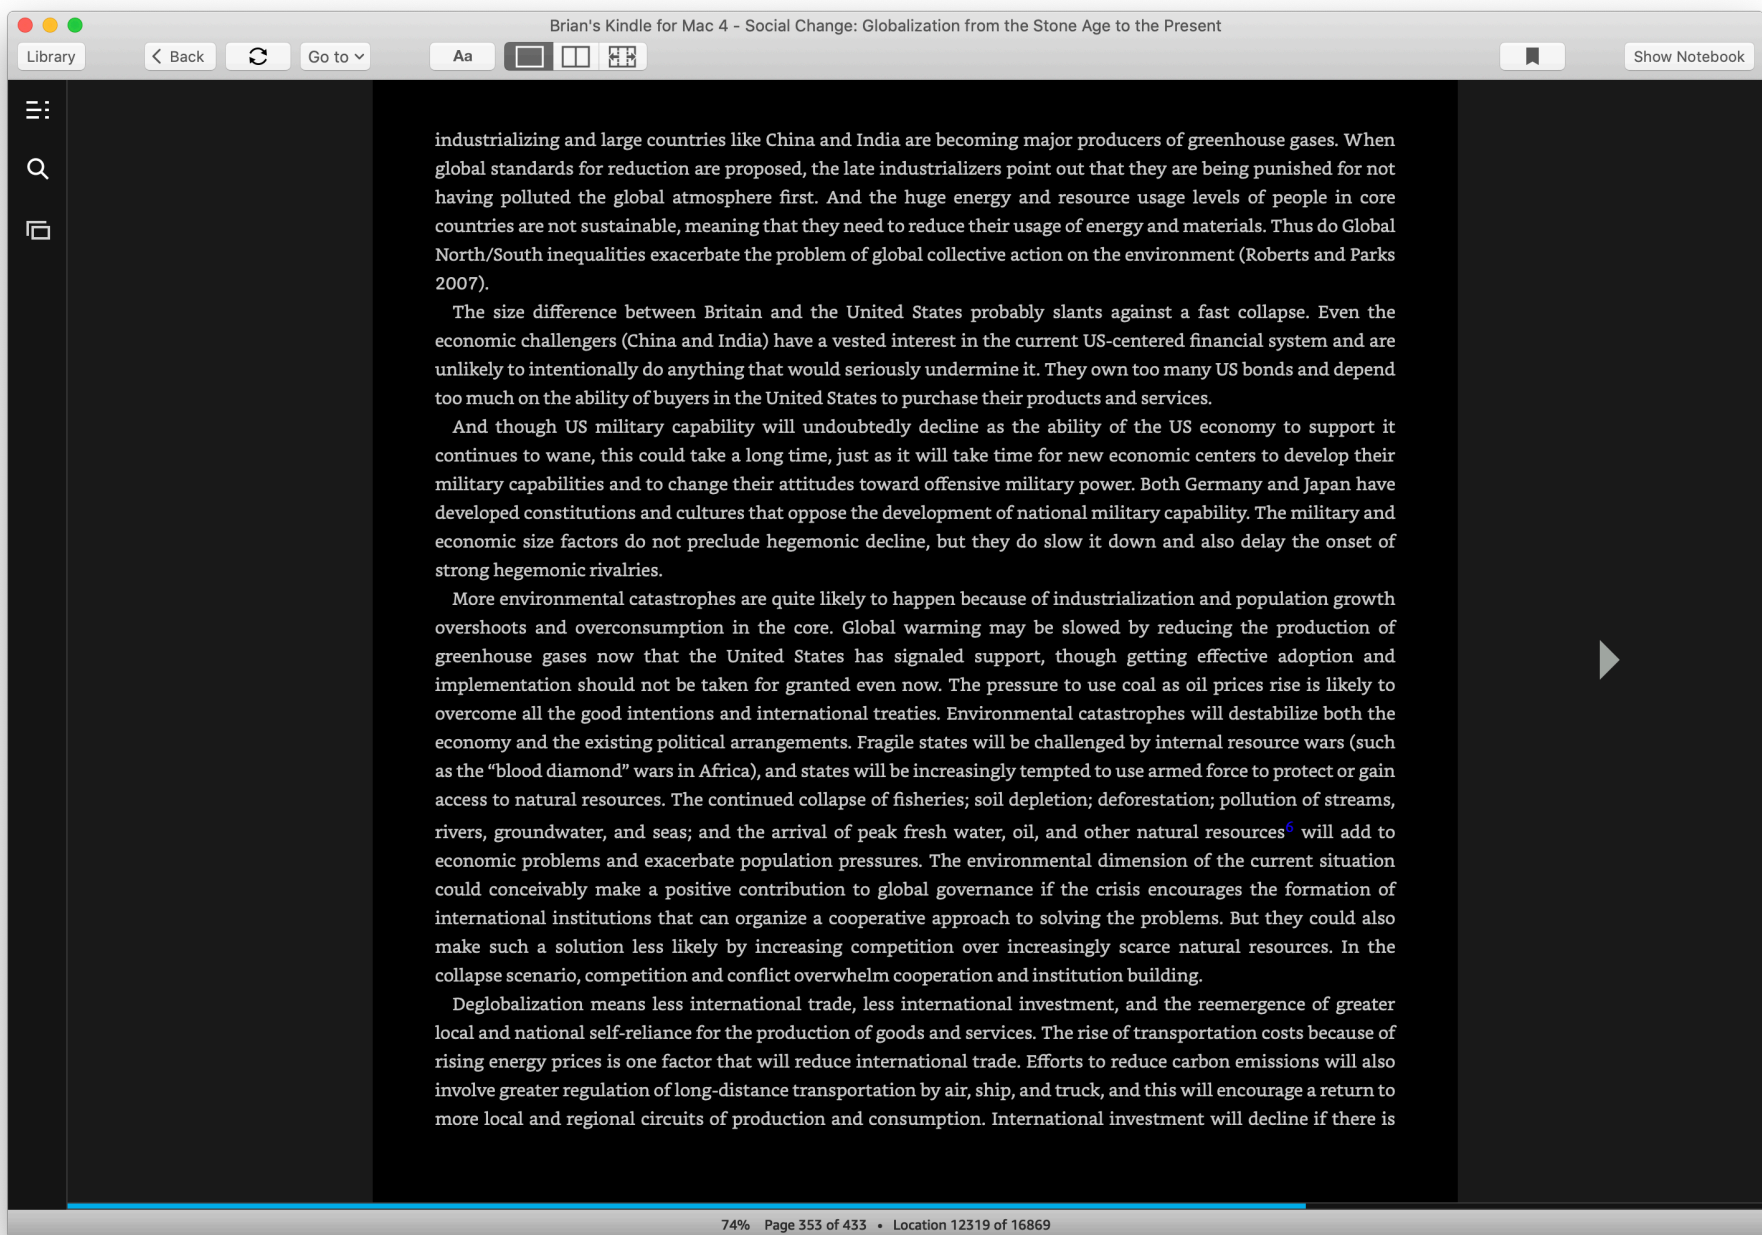 Brian's Kindle for Mac 4 - Social Change: Globalization from the Stone Age to the Present
Library
Back
Go to
Aa
Show Notebook
industrializing and large countries like China and India are becoming major producers of greenhouse gases. When
global standards for reduction are proposed, the late industrializers point out that they are being punished for not
having polluted the global atmosphere first. And the huge energy and resource usage levels of people in core
countries are not sustainable, meaning that they need to reduce their usage of energy and materials. Thus do Global
North/South inequalities exacerbate the problem of global collective action on the environment (Roberts and Parks
2007).
The size difference between Britain and the United States probably slants against a fast collapse. Even the
economic challengers (China and India) have a vested interest in the current US-centered financial system and are
unlikely to intentionally do anything that would seriously undermine it. They own too many US bonds and depend
too much on the ability of buyers in the United States to purchase their products and services.
And though US military capability will undoubtedly decline as the ability of the US economy to support it
continues to wane, this could take a long time, just as it will take time for new economic centers to develop their
military capabilities and to change their attitudes toward offensive military power. Both Germany and Japan have
developed constitutions and cultures that oppose the development of national military capability. The military and
economic size factors do not preclude hegemonic decline, but they do slow it down and also delay the onset of
strong hegemonic rivalries.
More environmental catastrophes are quite likely to happen because of industrialization and population growth
overshoots and overconsumption in the core. Global warming may be slowed by reducing the production of
greenhouse gases now that the United States has signaled support, though getting effective adoption and
implementation should not be taken for granted even now. The pressure to use coal as oil prices rise is likely to
overcome all the good intentions and international treaties. Environmental catastrophes will destabilize both the
economy and the existing political arrangements. Fragile states will be challenged by internal resource wars (such
as the “blood diamond” wars in Africa), and states will be increasingly tempted to use armed force to protect or gain
access to natural resources. The continued collapse of fisheries; soil depletion; deforestation; pollution of streams,
rivers, groundwater, and seas; and the arrival of peak fresh water, oil, and other natural resources6 will add to
economic problems and exacerbate population pressures. The environmental dimension of the current situation
could conceivably make a positive contribution to global governance if the crisis encourages the formation of
international institutions that can organize a cooperative approach to solving the problems. But they could also
make such a solution less likely by increasing competition over increasingly scarce natural resources. In the
collapse scenario, competition and conflict overwhelm cooperation and institution building.
Deglobalization means less international trade, less international investment, and the reemergence of greater
local and national self-reliance for the production of goods and services. The rise of transportation costs because of
rising energy prices is one factor that will reduce international trade. Efforts to reduce carbon emissions will also
involve greater regulation of long-distance transportation by air, ship, and truck, and this will encourage a return to
more local and regional circuits of production and consumption. International investment will decline if there is
74% Page 353 of 433 • Location 12319 of 16869